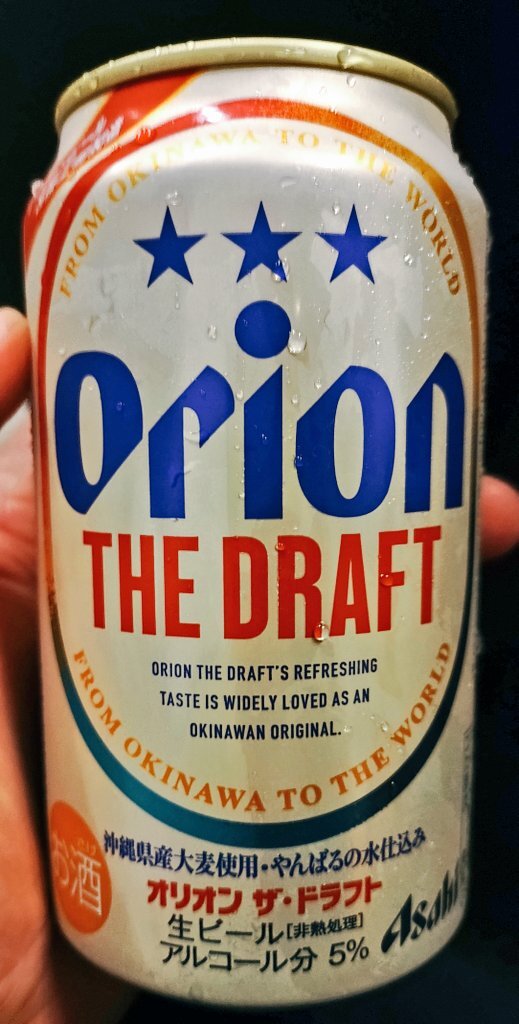 FROM OKINAWA TO THE WORLD
Orion
THE DRAFT
ORION THE DRAFT'S REFRESHING
TASTE IS WIDELY LOVED AS AN
OKINAWAN ORIGINAL.
FROM OKINAWA TO THE WORLD
お酒
沖縄県産大麦使用・やんばるの水仕込み
オリオン ザ・ドラフト
生ビール[非熱処理]
アルコール分 5%
Asahi